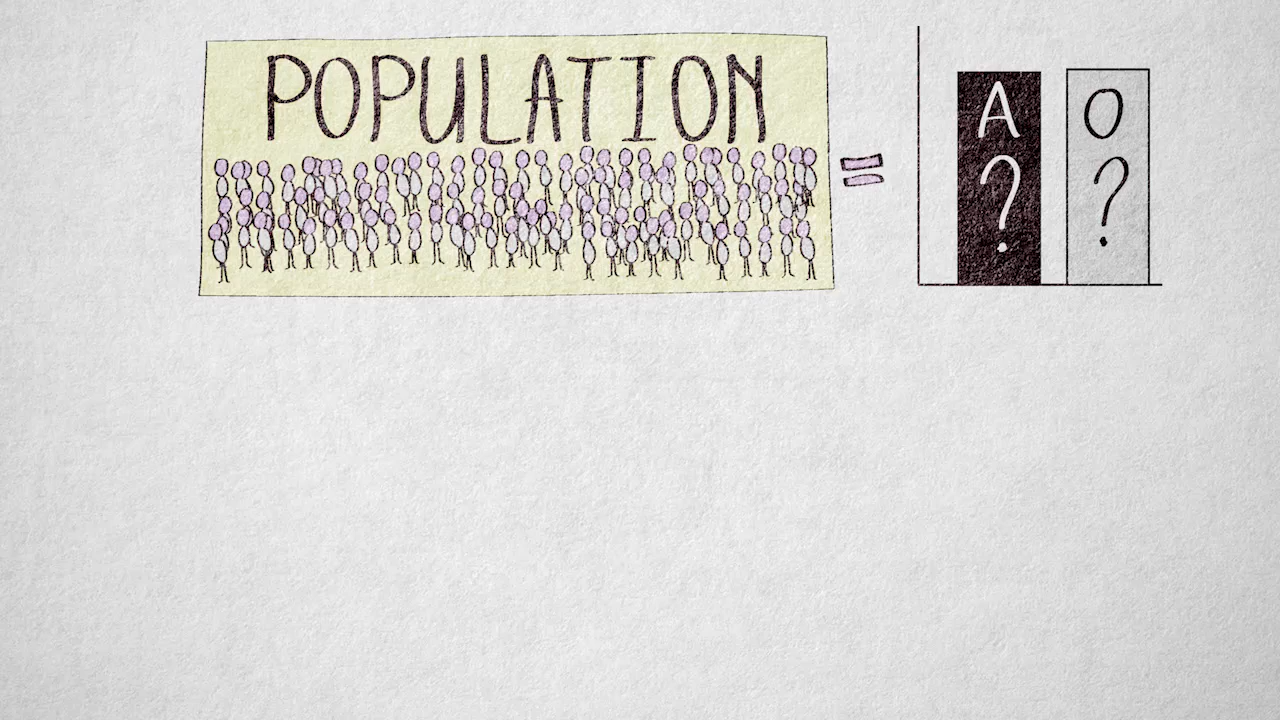 POPULATION
=
A O
? ?